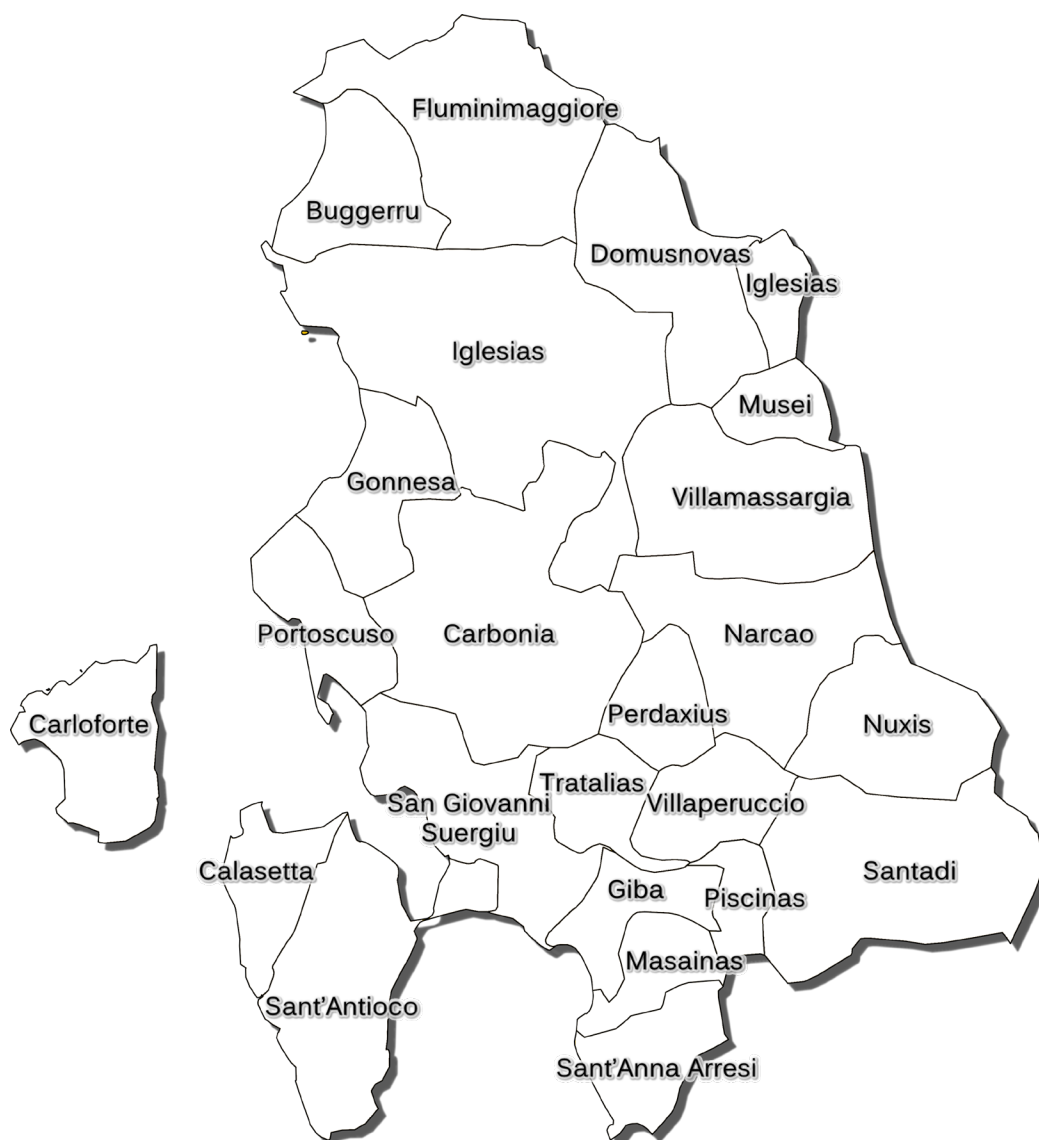 Fluminimaggiore
Buggerru
Domusnovas
Iglesias
Iglesias
Musei
Gonnesa
Villamassargia
Portoscuso
Carbonia
Narcao
Carloforte
Perdaxius
Nuxis
Tratalias
San Giovanni
Suergiu
Villaperuccio
Calasetta
Giba
Piscinas
Santadi
Masainas
Sant'Antioco
Sant'Anna Arresi